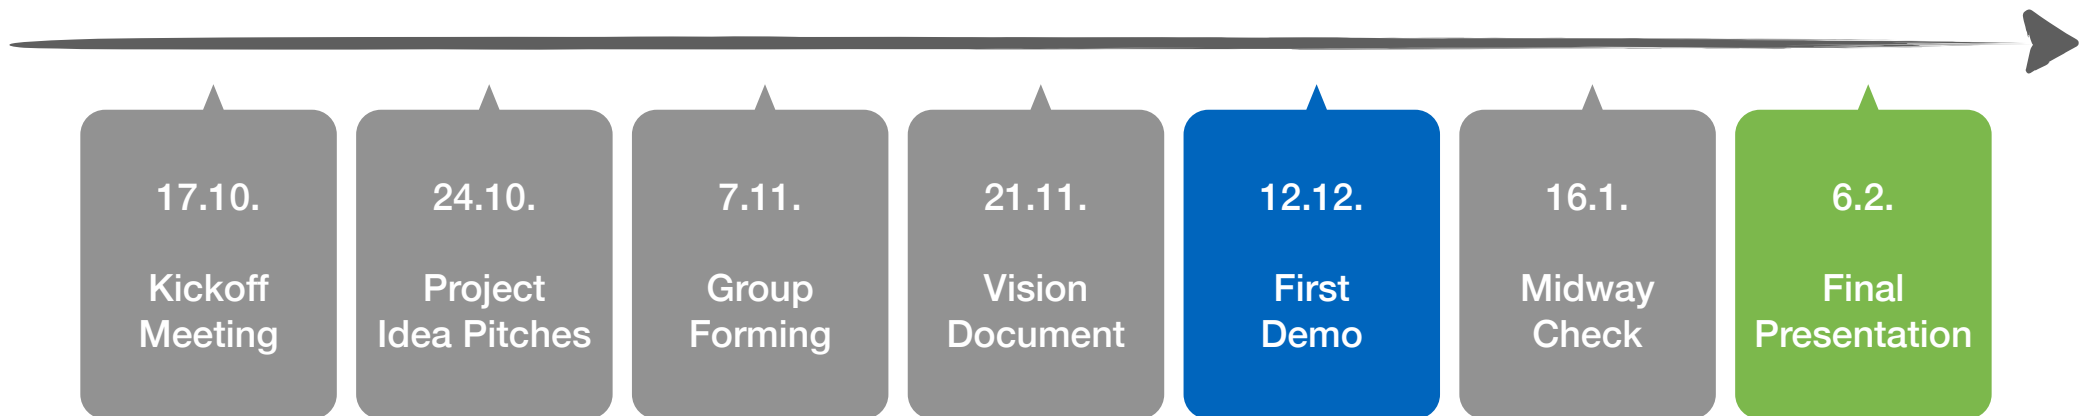 17.10.
Kickoff
Meeting
24.10.
Project
Idea Pitches
7.11.
Group
Forming
21.11.
Vision
Document
12.12.
First
Demo
16.1.
Midway
Check
6.2.
Final
Presentation